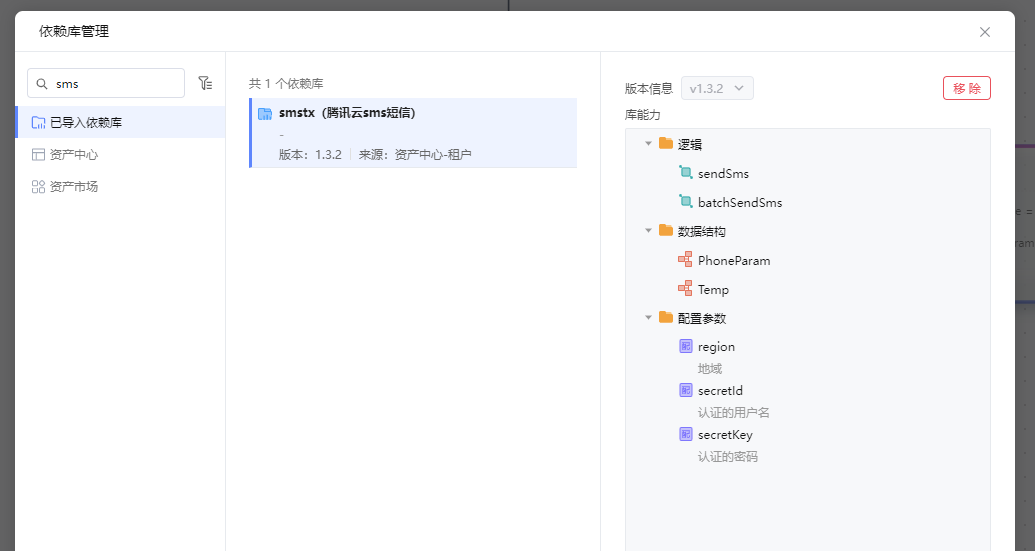 依赖库管理
sms
已导入依赖库
资产中心
资产市场
共 1 个依赖库
smstx（腾讯云sms短信）
-
版本：1.3.2
来源：资产中心-租户
版本信息
v1.3.2
移 除
库能力
逻辑
sendSms
batchSendSms
数据结构
PhoneParam
Temp
配置参数
region
地域
secretId
认证的用户名
secretKey
认证的密码
e =
ram